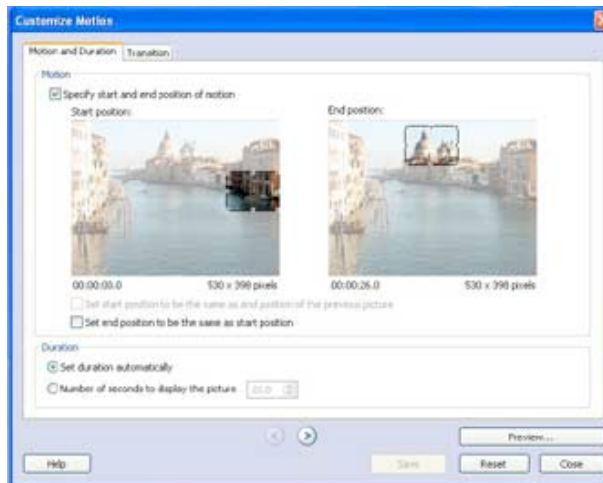 Customize Motion
Motion and Duration Transition
Motion
Specify start and end position of motion
Start position: End position:
00:00:00.0 530 x 398 pixels 00:00:26.0 530 x 398 pixels
Set start position to be the same as end position of the previous picture
Set end position to be the same as start position
Duration
Set duration automatically
Number of seconds to display the picture
Preview...
Help Save Reset Close